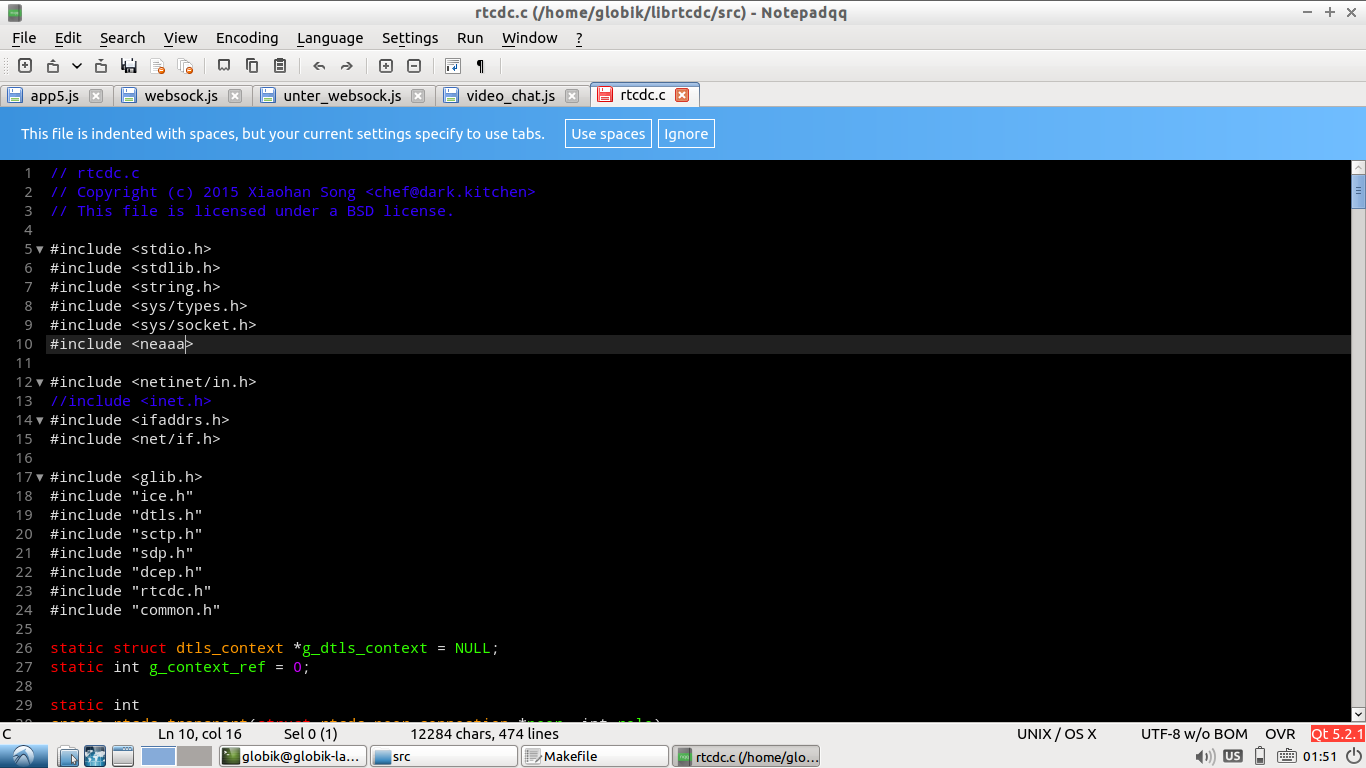 rtcdc.c (/home/globik/librtcdc/src) - Notepadqq
File Edit Search View Encoding Language Settings Run Window ?
app5.js websock.js unter_websock.js video_chat.js rtcdc.c
This file is indented with spaces, but your current settings specify to use tabs. Use spaces Ignore
1 // rtcdc.c
2 // Copyright (c) 2015 Xiaohan Song <chef@dark.kitchen>
3 // This file is licensed under a BSD license.
4
5 #include <stdio.h>
6 #include <stdlib.h>
7 #include <string.h>
8 #include <sys/types.h>
9 #include <sys/socket.h>
10 #include <neaaa>
11
12 #include <netinet/in.h>
13 //include <inet.h>
14 #include <ifaddrs.h>
15 #include <net/if.h>
16
17 #include <glib.h>
18 #include "ice.h"
19 #include "dtls.h"
20 #include "sctp.h"
21 #include "sdp.h"
22 #include "dcep.h"
23 #include "rtcdc.h"
24 #include "common.h"
25
26 static struct dtls_context *g_dtls_context = NULL;
27 static int g_context_ref = 0;
28
29 static int
C Ln 10, col 16 Sel 0 (1) 12284 chars, 474 lines UNIX / OS X UTF-8 w/o BOM OVR Qt 5.2.1
globik@globik-la... src Makefile rtcdc.c (/home/glo... US 01:51